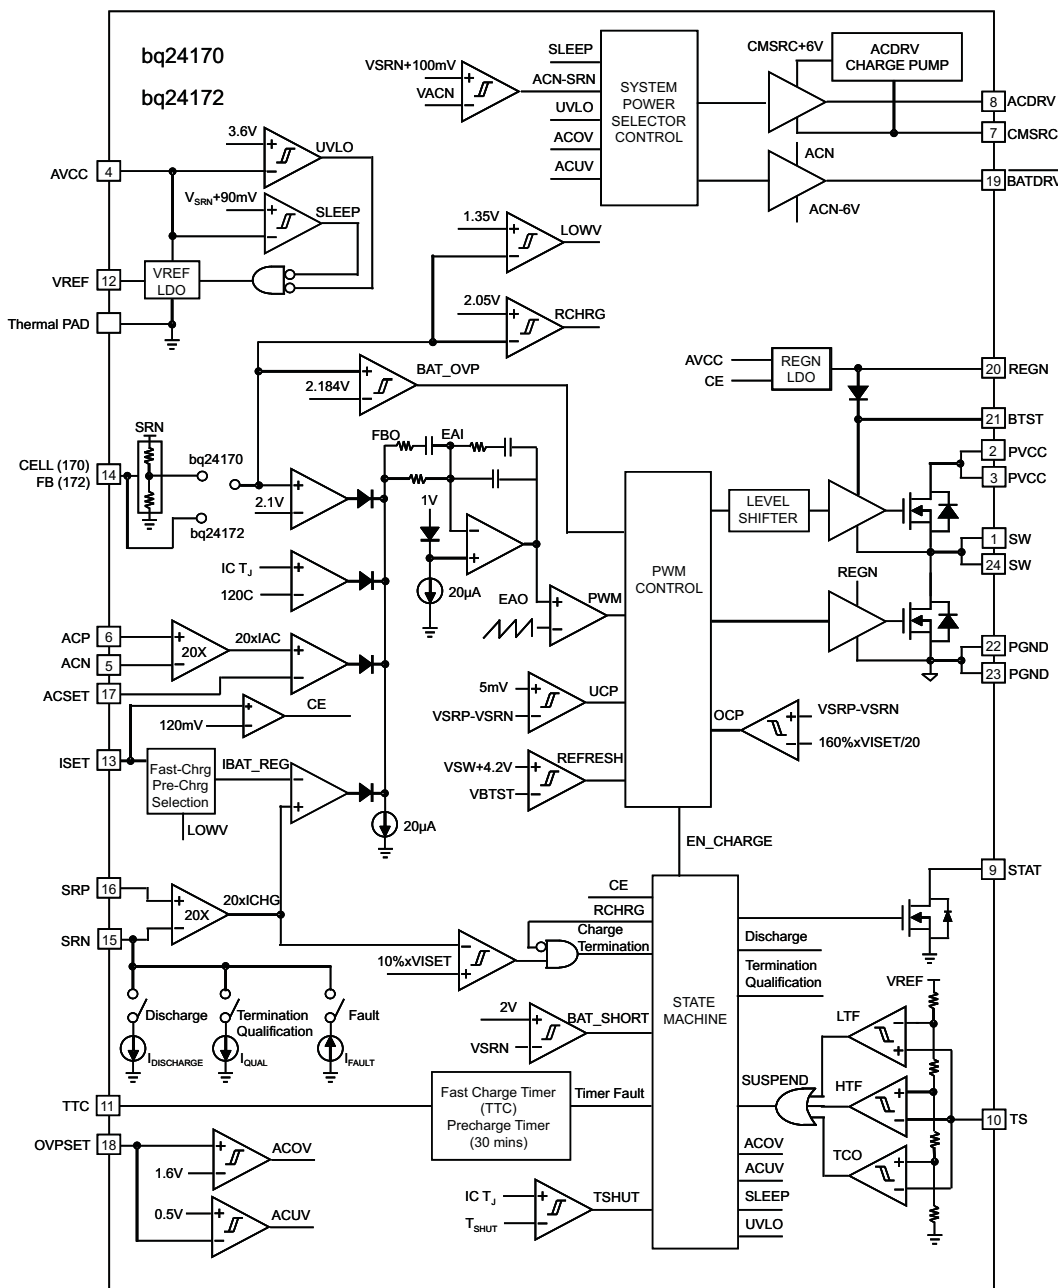 bq24170
bq24172
SLEEP
VSRN+100mV
ACN-SRN
VACN
UVLO
ACOV
ACUV
SYSTEM
POWER
SELECTOR
CONTROL
CMSRC+6V
ACDRV
CHARGE PUMP
8 ACDRV
7 CMSRC
ACN
19 BATDRV
ACN-6V
3.6V
UVLO
AVCC 4
VSRN+90mV
SLEEP
VREF 12
VREF
LDO
Thermal PAD
1.35V
LOWV
2.05V
RCHRG
BAT_OVP
2.184V
AVCC
CE
REGN
LDO
20 REGN
21 BTST
2 PVCC
3 PVCC
1 SW
24 SW
22 PGND
23 PGND
SRN
CELL (170)
FB (172)
14
bq24170
bq24172
2.1V
FBO
EAI
1V
20µA
IC TJ
120C
EAO
PWM
PWM
CONTROL
LEVEL
SHIFTER
REGN
ACP 6
ACN 5
20X
20xIAC
ACSET 17
120mV
CE
ISET 13
Fast-Chrg
Pre-Chrg
Selection
IBAT_REG
LOWV
20µA
5mV
UCP
VSRP-VSRN
VSW+4.2V
REFRESH
VBTST
OCP
VSRP-VSRN
160%xVISET/20
EN_CHARGE
SRP 16
20X
20xICHG
SRN 15
CE
RCHRG
Charge
Termination
10%xVISET
STATE
MACHINE
Discharge
Termination
Qualification
9 STAT
Discharge
Termination
Qualification
Fault
IDISCHARGE
IQUAL
IFAULT
2V
BAT_SHORT
VSRN
VREF
LTF
SUSPEND
HTF
TCO
10 TS
TTC 11
Fast Charge Timer
(TTC)
Precharge Timer
(30 mins)
Timer Fault
OVPSET 18
ACOV
1.6V
0.5V
ACUV
IC TJ
TSHUT
TSHUT
ACOV
ACUV
SLEEP
UVLO